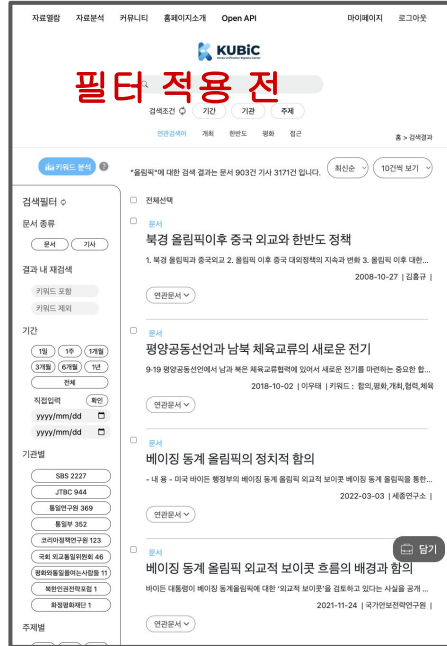 자료열람 자료분석 커뮤니티 홈페이지소개 Open API 마이페이지 로그아웃
KUBiC
필터 적용 전
검색조건 기간 기관 주제
연관검색어 개최 한반도 평화 접근
홈 > 검색결과
키워드 분석 ?
"올림픽"에 대한 검색 결과는 문서 903건 기사 3171건 입니다. 최신순 10건씩 보기
검색필터
문서 종류
문서 기사
결과 내 재검색
키워드 포함
키워드 제외
기간
1일 1주 1개월
3개월 6개월 1년
전체
직접입력 확인
yyyy/mm/dd
yyyy/mm/dd
기관별
SBS 2227
JTBC 944
통일연구원 369
통일부 352
코리아정책연구원 123
국회 외교통일위원회 46
평화와통일을여는사람들 11
북한인권전략포럼 1
화정평화재단 1
주제별
전체선택
문서
북경 올림픽이후 중국 외교와 한반도 정책
1. 북경 올림픽과 중국외교 2. 올림픽 이후 중국 대외정책의 지속과 변화 3. 올림픽 이후 대한...
2008-10-27 | 김흥규 |
연관문서
문서
평양공동선언과 남북 체육교류의 새로운 전기
9·19 평양공동선언에서 남과 북은 체육교류협력에 있어서 새로운 전기를 마련하는 중요한 합...
2018-10-02 | 이우태 | 키워드 : 합의,평화,개최,협력,체육
연관문서
문서
베이징 동계 올림픽의 정치적 함의
- 내 용 - 미국 바이든 행정부의 베이징 동계 올림픽 외교적 보이콧 베이징 동계 올림픽을 통한...
2022-03-03 | 세종연구소 |
연관문서
문서
담기
베이징 동계 올림픽 외교적 보이콧 흐름의 배경과 함의
바이든 대통령이 베이징 동계올림픽에 대한 '외교적 보이콧'을 검토하고 있다는 사실을 공개 ...
2021-11-24 | 국가안보전략연구원 |
연관문서